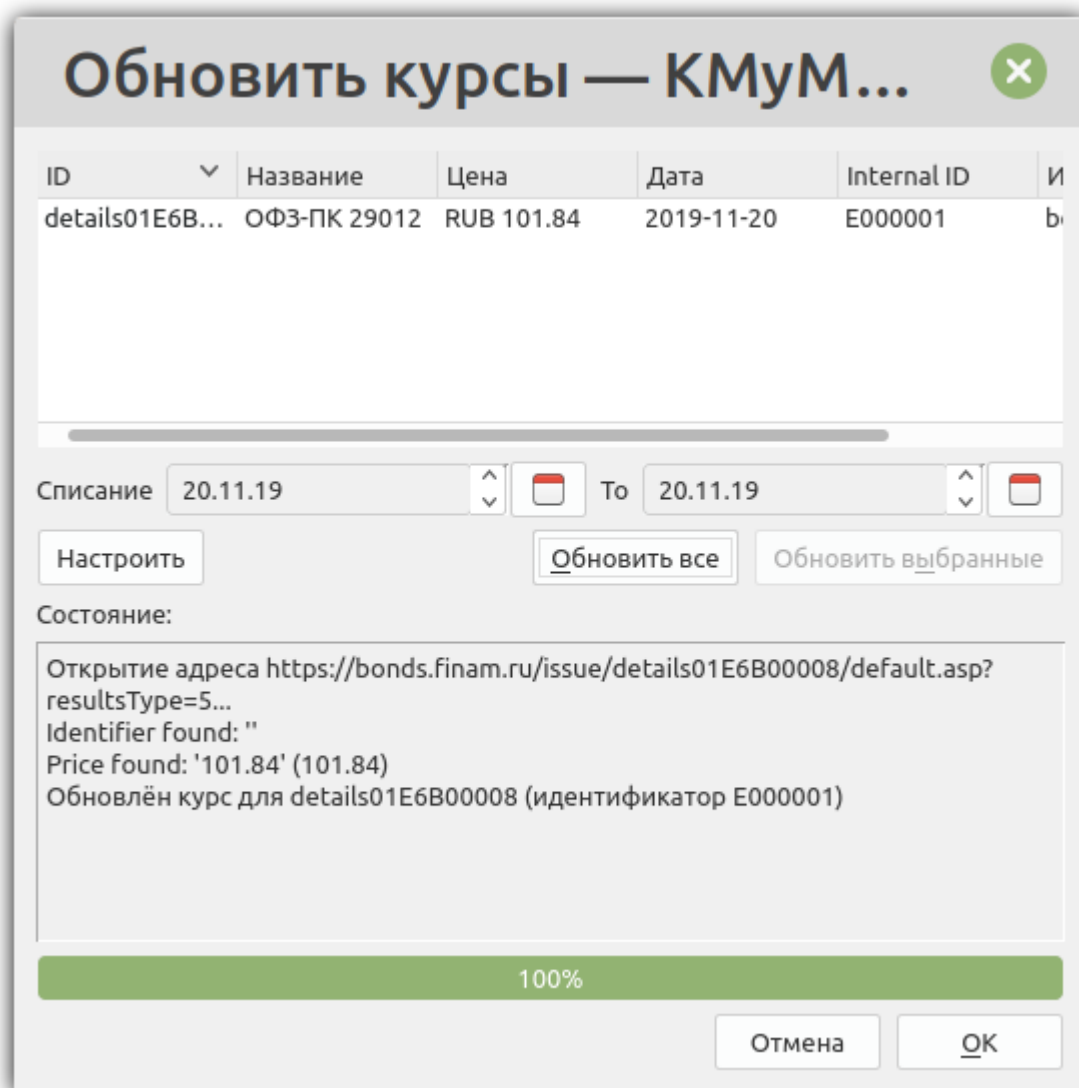 Обновить курсы — KMyM...
ID Название Цена Дата Internal ID И
details01E6B... ОФЗ-ПК 29012 RUB 101.84 2019-11-20 E000001
Списание 20.11.19 То 20.11.19
Настроить Обновить все Обновить выбранные
Состояние:
Открытие адреса https://bonds.finam.ru/issue/details01E6B00008/default.asp?
resultsType=5...
Identifier found: ''
Price found: '101.84' (101.84)
Обновлён курс для details01E6B00008 (идентификатор E000001)
100%
Отмена OK